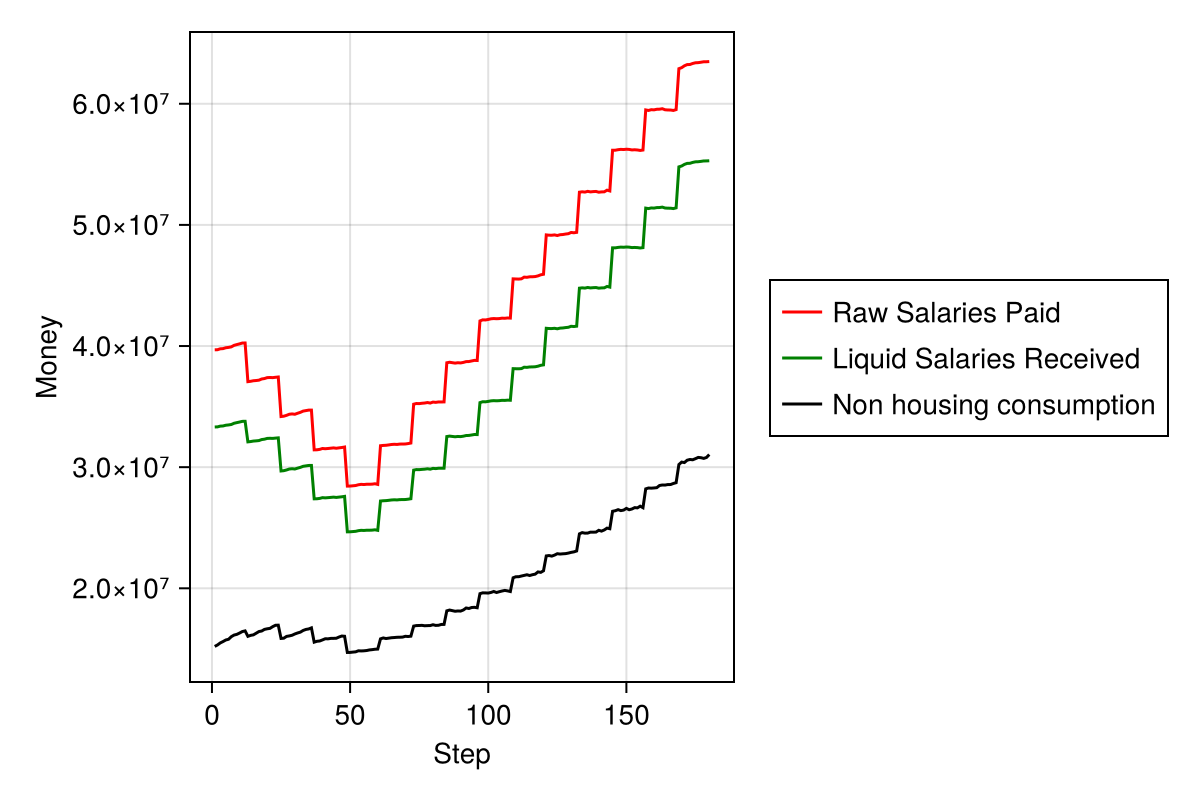 6.0×10⁷
5.0×10⁷
4.0×10⁷
3.0×10⁷
2.0×10⁷
Money
0 50 100 150
Step
Raw Salaries Paid
Liquid Salaries Received
Non housing consumption